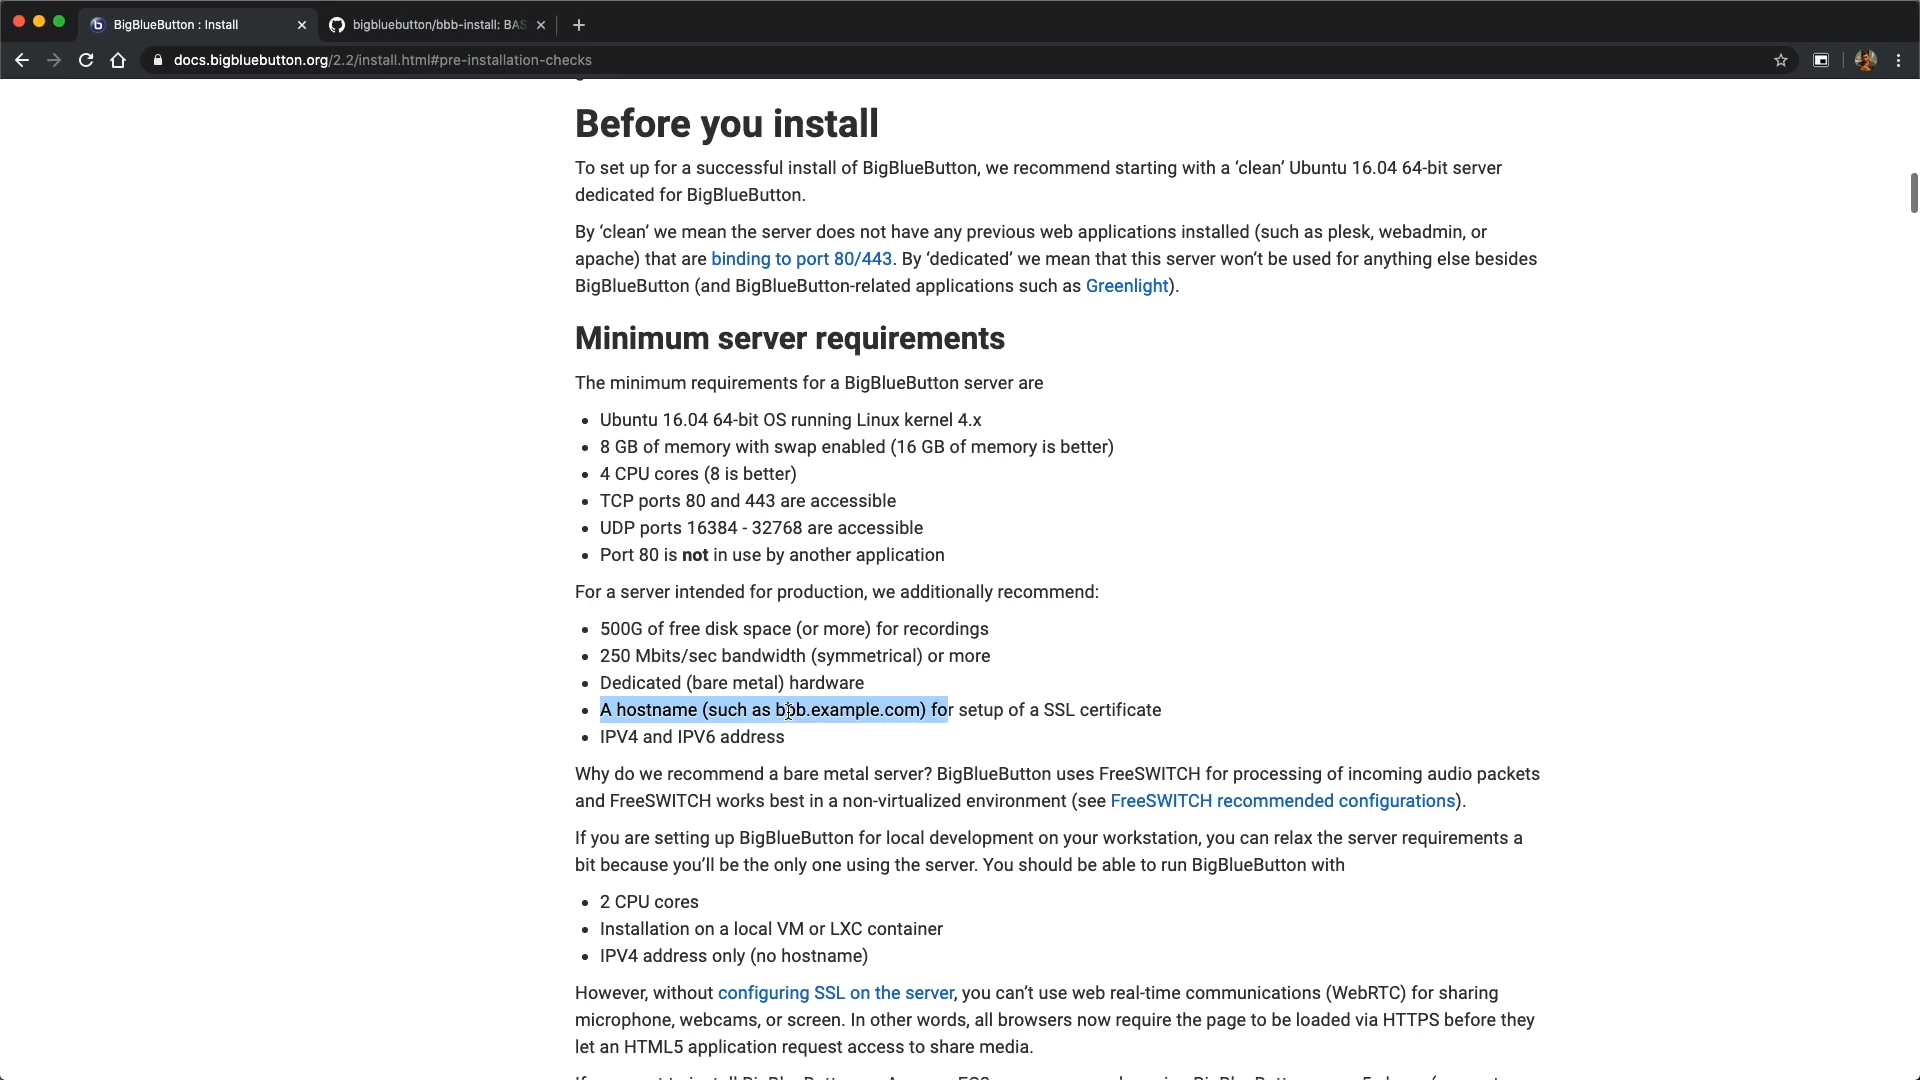 BigBlueButton : Install
bigbluebutton/bbb-install: BAS
docs.bigbluebutton.org/2.2/install.html#pre-installation-checks
Before you install
To set up for a successful install of BigBlueButton, we recommend starting with a ‘clean’ Ubuntu 16.04 64-bit server
dedicated for BigBlueButton.
By ‘clean’ we mean the server does not have any previous web applications installed (such as plesk, webadmin, or
apache) that are binding to port 80/443. By ‘dedicated’ we mean that this server won’t be used for anything else besides
BigBlueButton (and BigBlueButton-related applications such as Greenlight).
Minimum server requirements
The minimum requirements for a BigBlueButton server are
• Ubuntu 16.04 64-bit OS running Linux kernel 4.x
• 8 GB of memory with swap enabled (16 GB of memory is better)
• 4 CPU cores (8 is better)
• TCP ports 80 and 443 are accessible
• UDP ports 16384 - 32768 are accessible
• Port 80 is not in use by another application
For a server intended for production, we additionally recommend:
• 500G of free disk space (or more) for recordings
• 250 Mbits/sec bandwidth (symmetrical) or more
• Dedicated (bare metal) hardware
• A hostname (such as bbb.example.com) for setup of a SSL certificate
• IPV4 and IPV6 address
Why do we recommend a bare metal server? BigBlueButton uses FreeSWITCH for processing of incoming audio packets
and FreeSWITCH works best in a non-virtualized environment (see FreeSWITCH recommended configurations).
If you are setting up BigBlueButton for local development on your workstation, you can relax the server requirements a
bit because you’ll be the only one using the server. You should be able to run BigBlueButton with
• 2 CPU cores
• Installation on a local VM or LXC container
• IPV4 address only (no hostname)
However, without configuring SSL on the server, you can’t use web real-time communications (WebRTC) for sharing
microphone, webcams, or screen. In other words, all browsers now require the page to be loaded via HTTPS before they
let an HTML5 application request access to share media.